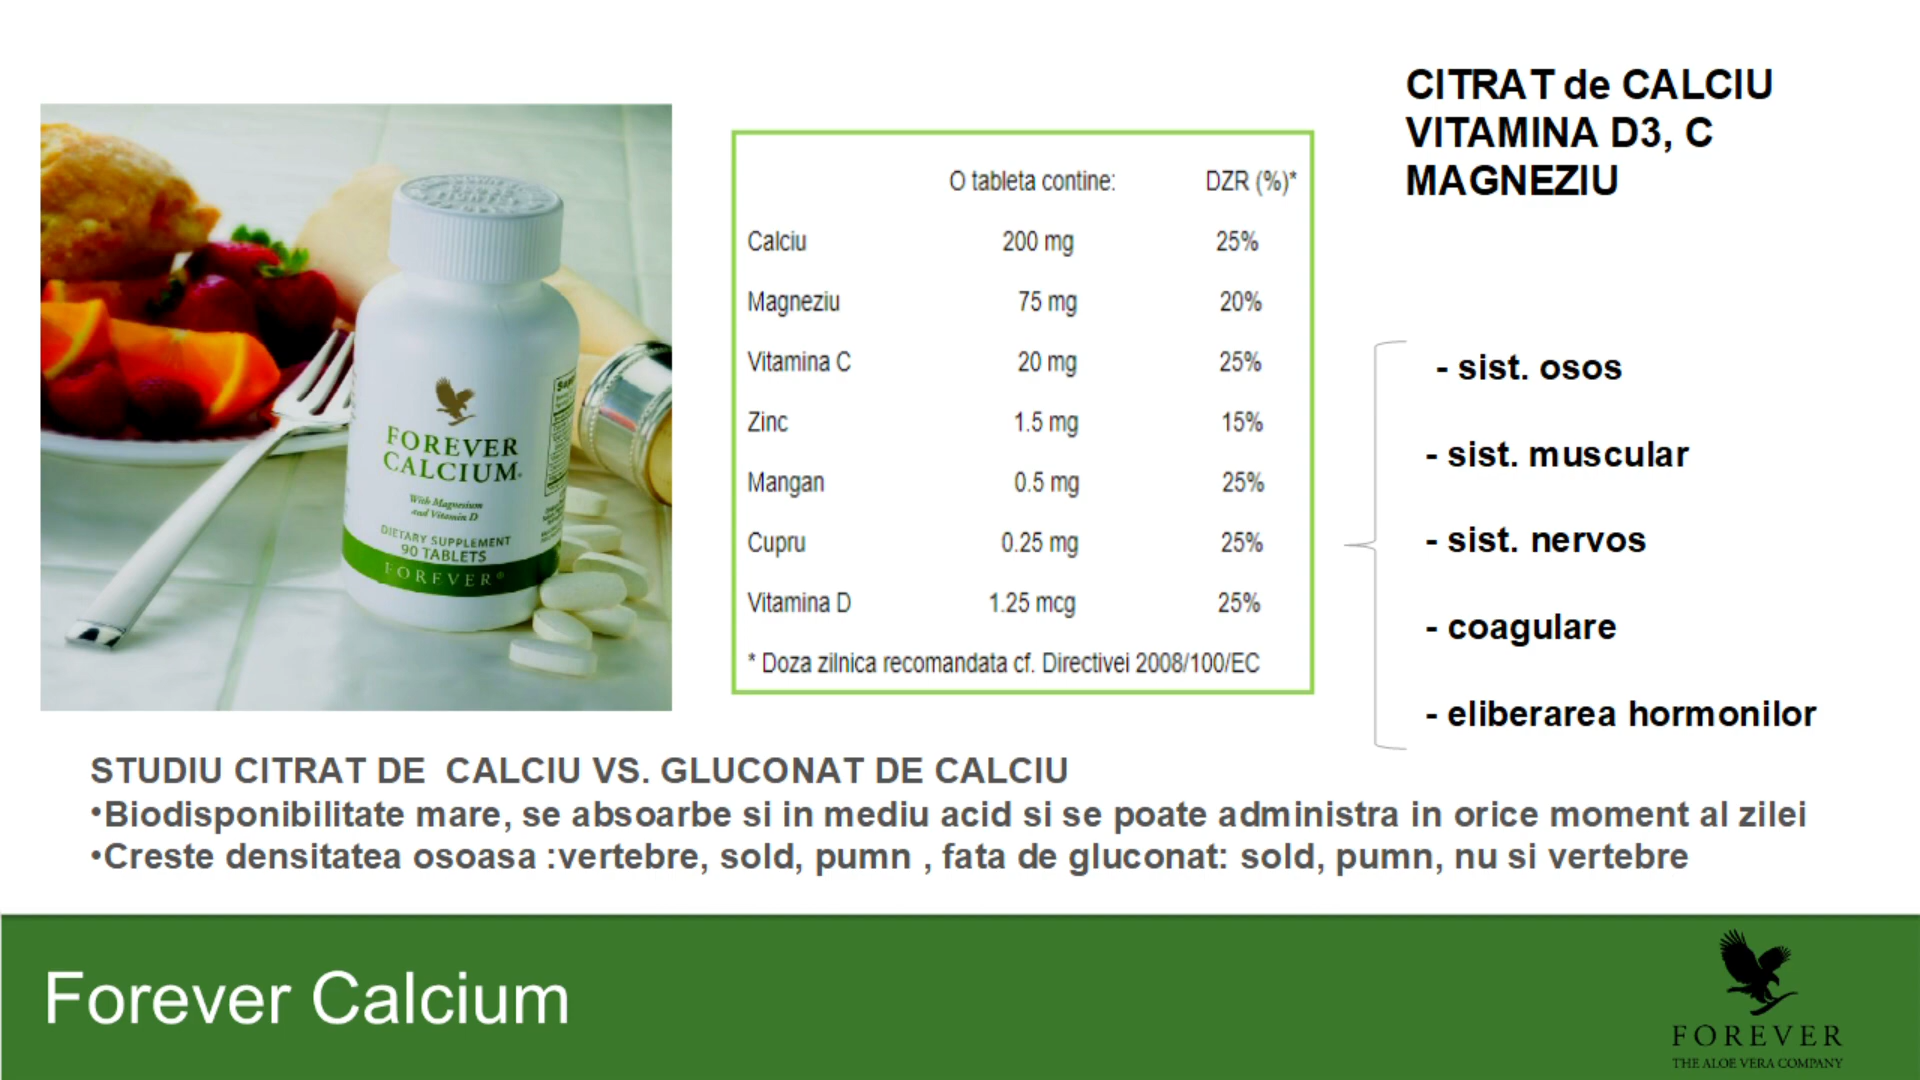 CITRAT de CALCIU
VITAMINA D3, C
MAGNEZIU
O tableta contine: DZR (%)*
Calciu 200 mg 25%
Magneziu 75 mg 20%
Vitamina C 20 mg 25%
Zinc 1.5 mg 15%
Mangan 0.5 mg 25%
Cupru 0.25 mg 25%
Vitamina D 1.25 mcg 25%
* Doza zilnica recomandata cf. Directivei 2008/100/EC
- sist. osos
- sist. muscular
- sist. nervos
- coagulare
- eliberarea hormonilor
FOREVER
CALCIUM
With Magnesium
and Vitamin D
DIETARY SUPPLEMENT
90 TABLETS
FOREVER®
STUDIU CITRAT DE CALCIU VS. GLUCONAT DE CALCIU
•Biodisponibilitate mare, se absoarbe si in mediu acid si se poate administra in orice moment al zilei
•Creste densitatea osoasa :vertebre, sold, pumn , fata de gluconat: sold, pumn, nu si vertebre
Forever Calcium
FOREVER
THE ALOE VERA COMPANY